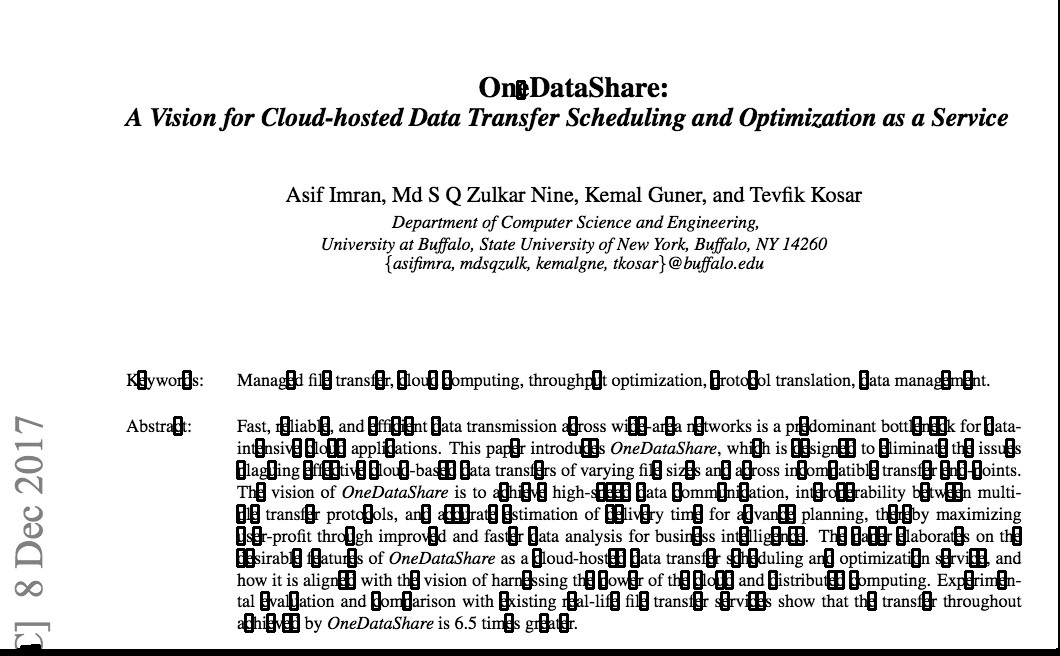 OneDataShare:
A Vision for Cloud-hosted Data Transfer Scheduling and Optimization as a Service
Asif Imran, Md S Q Zulkar Nine, Kemal Guner, and Tevfik Kosar
Department of Computer Science and Engineering,
University at Buffalo, State University of New York, Buffalo, NY 14260
{asifimra, mdsqzulk, kemalgne, tkosar}@buffalo.edu
Keywords: Managed file transfer, cloud computing, throughput optimization, protocol translation, data management.
Abstract: Fast, reliable, and efficient data transmission across wide-area networks is a predominant bottleneck for data-
intensive cloud applications. This paper introduces OneDataShare, which is designed to eliminate the issues
plaguing effective cloud-based data transfers of varying file sizes and across incompatible transfer end-points.
The vision of OneDataShare is to achieve high-speed data communication, interoperability between multi-
ple transfer protocols, and accurate estimation of delivery time for advance planning, thereby maximizing
user-profit through improved and faster data analysis for business intelligence. The paper elaborates on the
desirable features of OneDataShare as a cloud-hosted data transfer scheduling and optimization service, and
how it is aligned with the vision of harnessing the power of the cloud and distributed computing. Experimen-
tal evaluation and comparison with existing real-life file transfer services show that the transfer throughout
achieved by OneDataShare is 6.5 times greater.
C] 8 Dec 2017